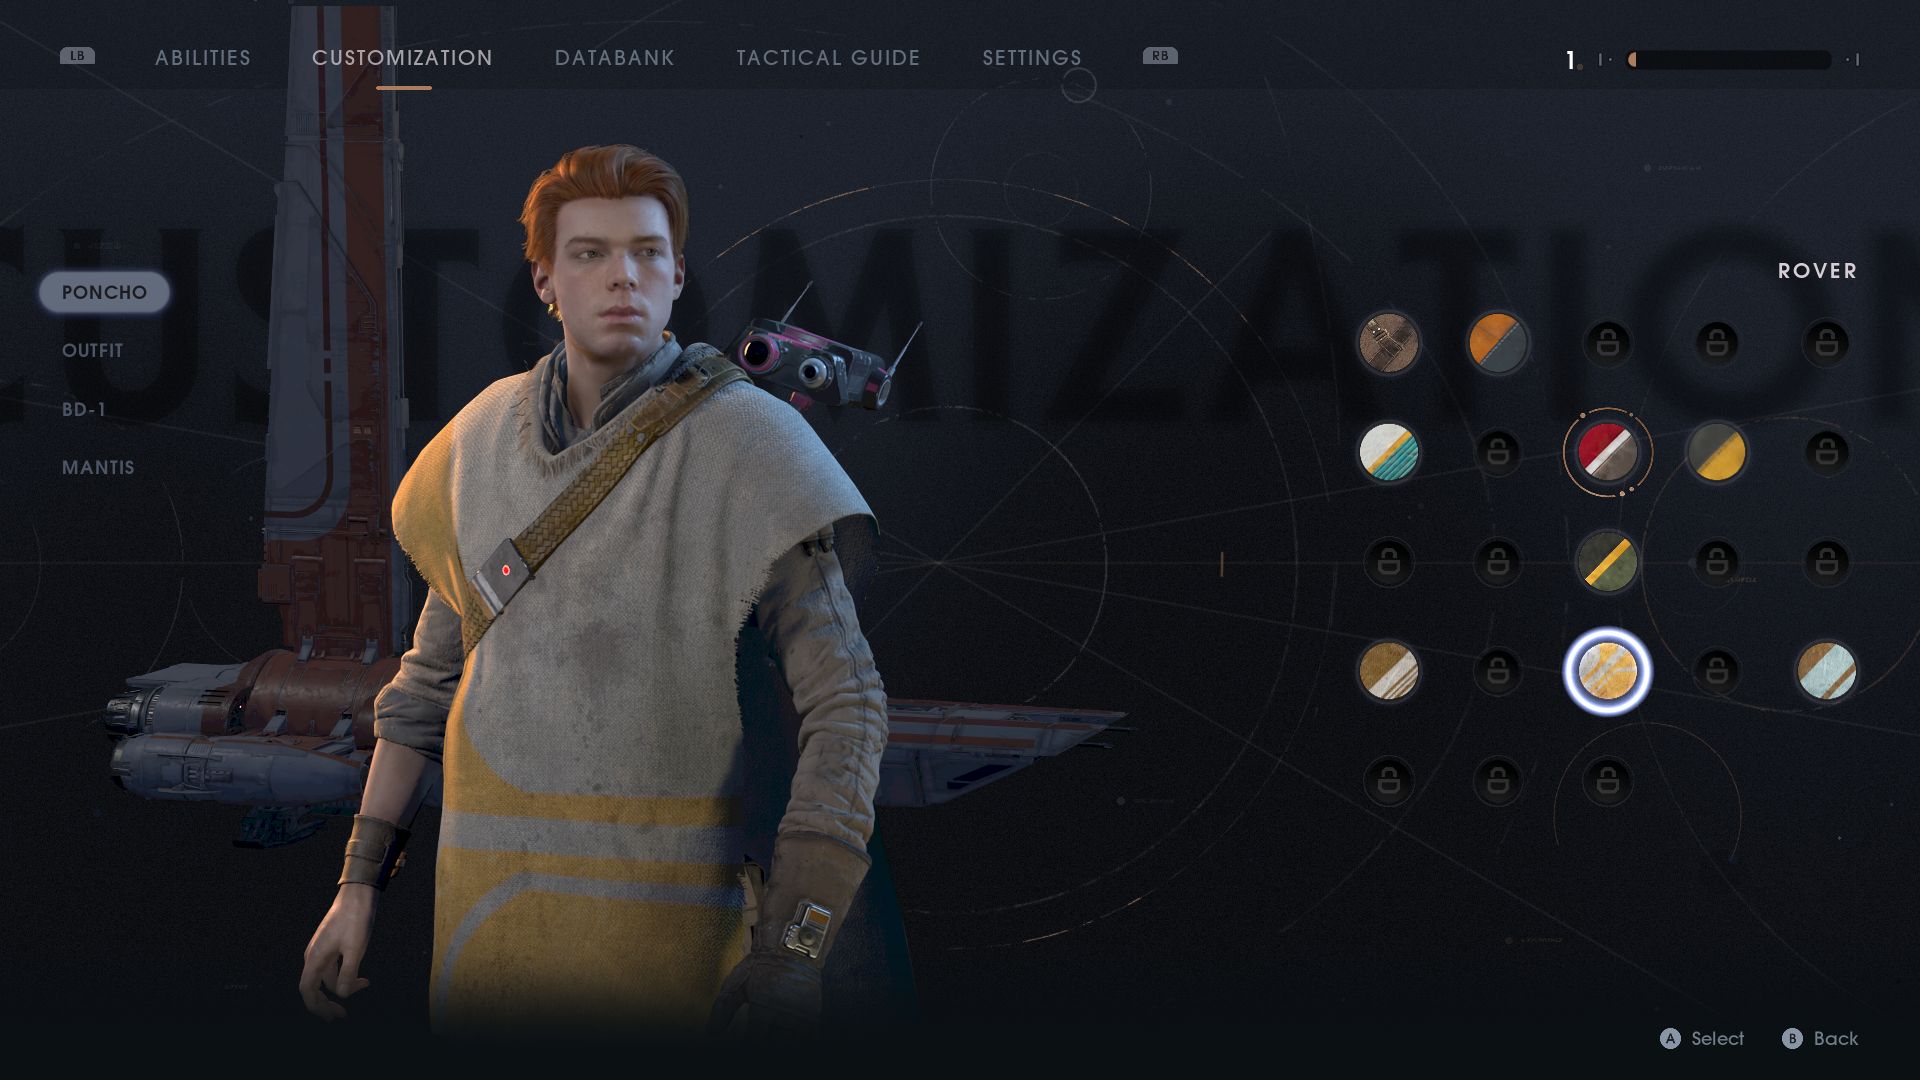 LB ABILITIES CUSTOMIZATION DATABANK TACTICAL GUIDE SETTINGS RB 1
CUSTOMIZATION
ROVER
PONCHO
OUTFIT
BD-1
MANTIS
A Select B Back